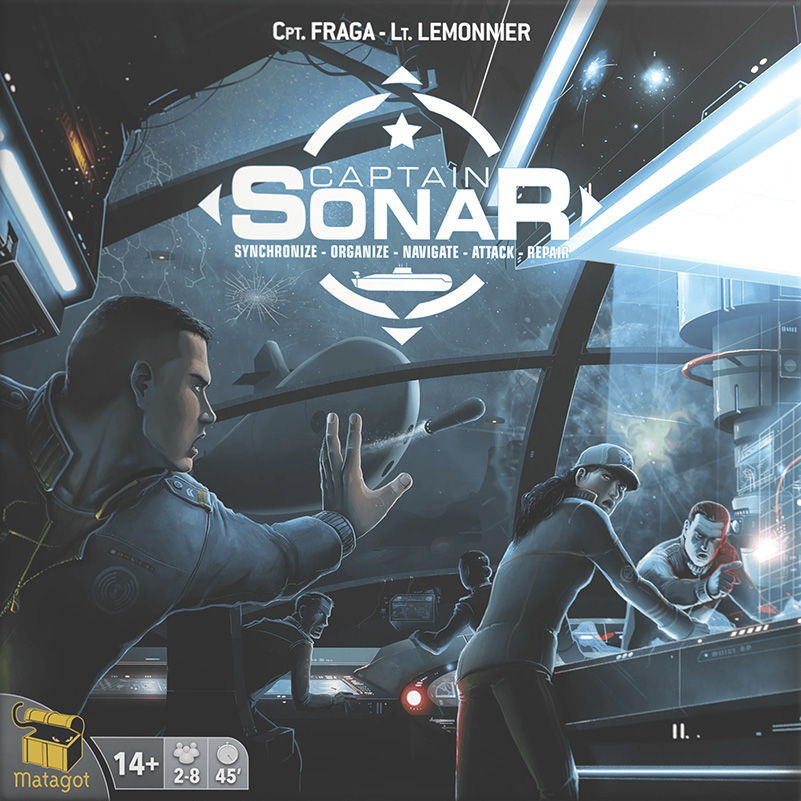 CPT. FRAGA - LT. LEMONNIER
CAPTAIN
SONAR
SYNCHRONIZE - ORGANIZE - NAVIGATE - ATTACK - REPAIR
matagot
14+
2-8
45'